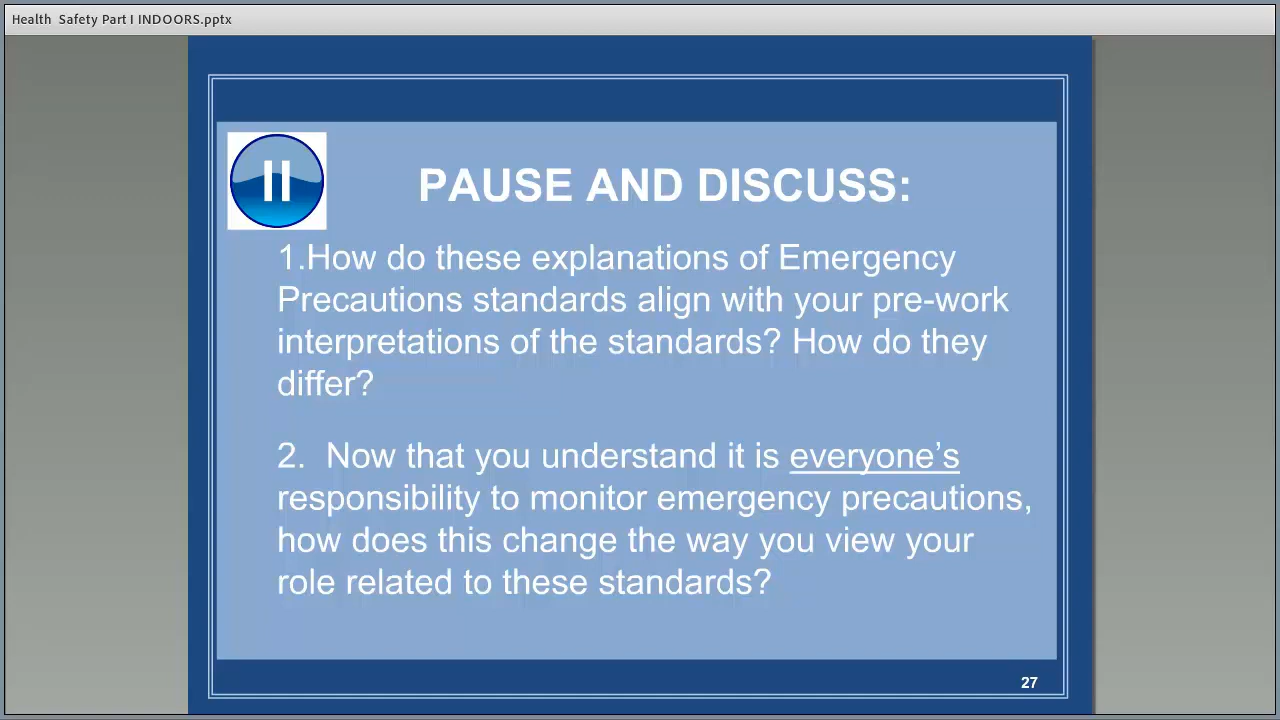 Health  Safety Part I INDOORS.pptx
PAUSE AND DISCUSS:
1.How do these explanations of Emergency
Precautions standards align with your pre-work
interpretations of the standards? How do they
differ?
2.  Now that you understand it is everyone’s
responsibility to monitor emergency precautions,
how does this change the way you view your
role related to these standards?
27